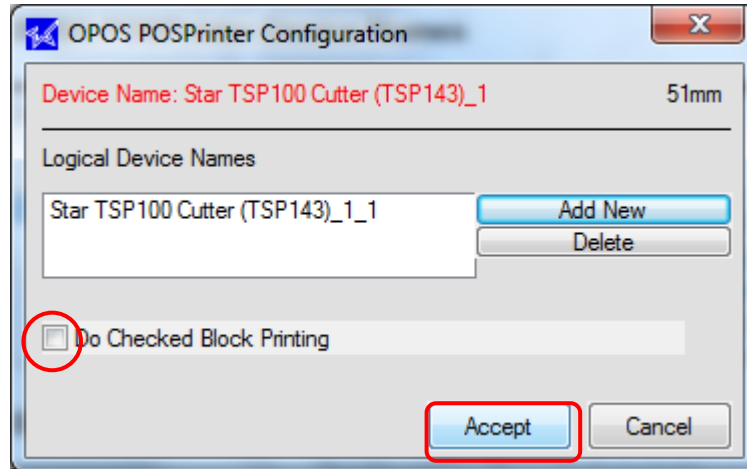 OPOS POSPrinter Configuration
Device Name: Star TSP100 Cutter (TSP143)_1 51mm
Logical Device Names
Star TSP100 Cutter (TSP143)_1_1
Add New
Delete
Do Checked Block Printing
Accept Cancel